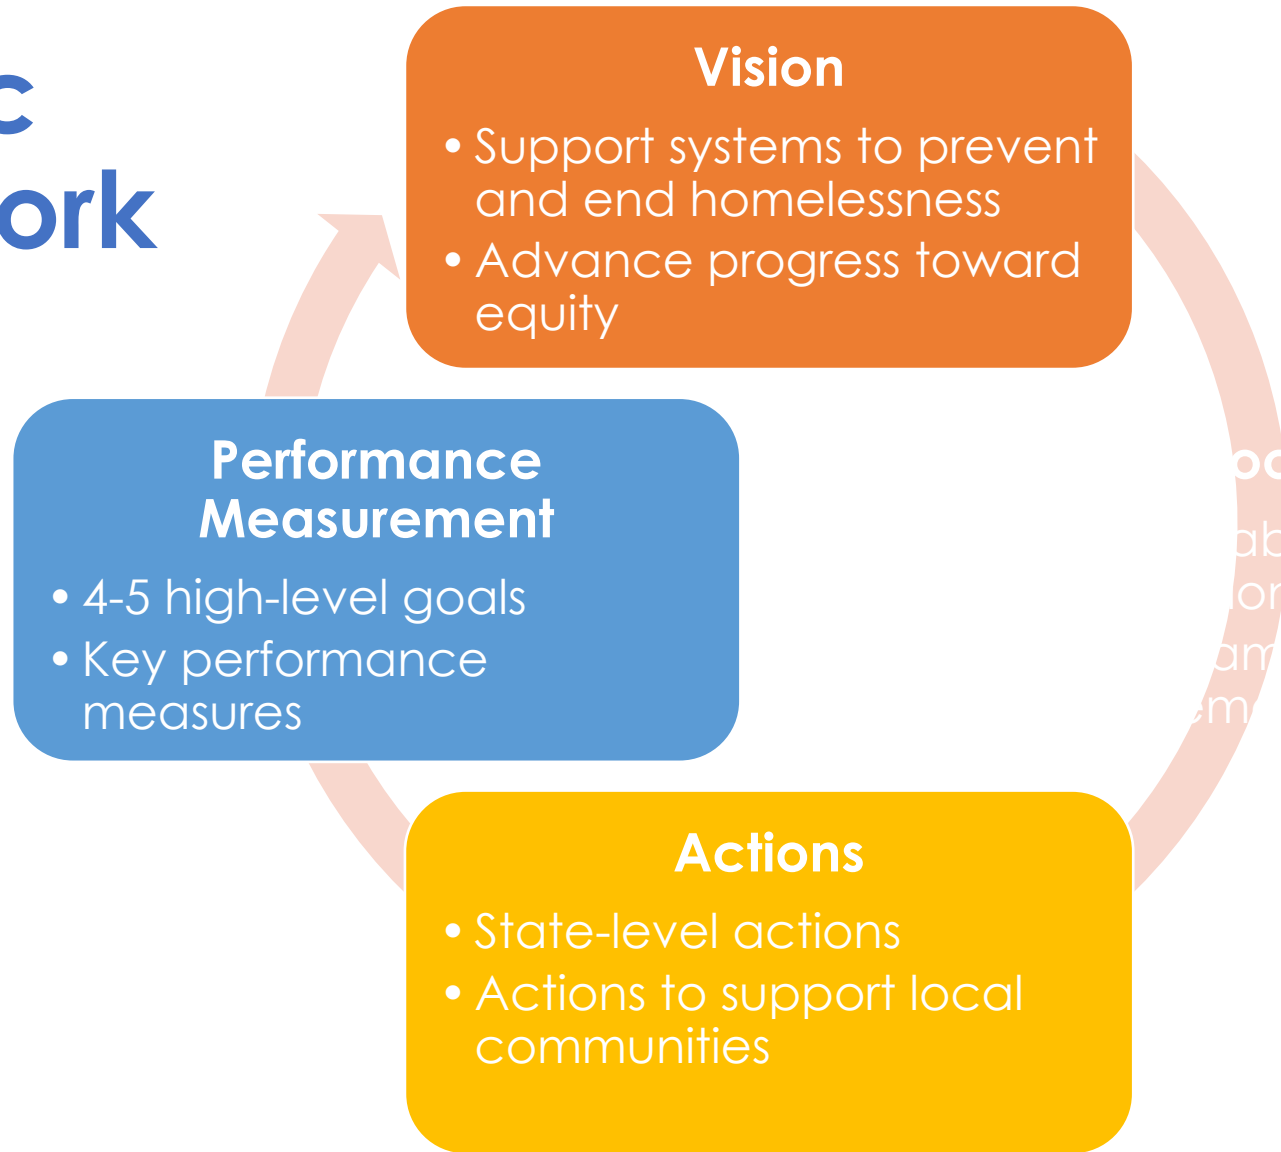 Vision
• Support systems to prevent
and end homelessness
• Advance progress toward
equity
Performance
Measurement
• 4-5 high-level goals
• Key performance
measures
Actions
• State-level actions
• Actions to support local
communities